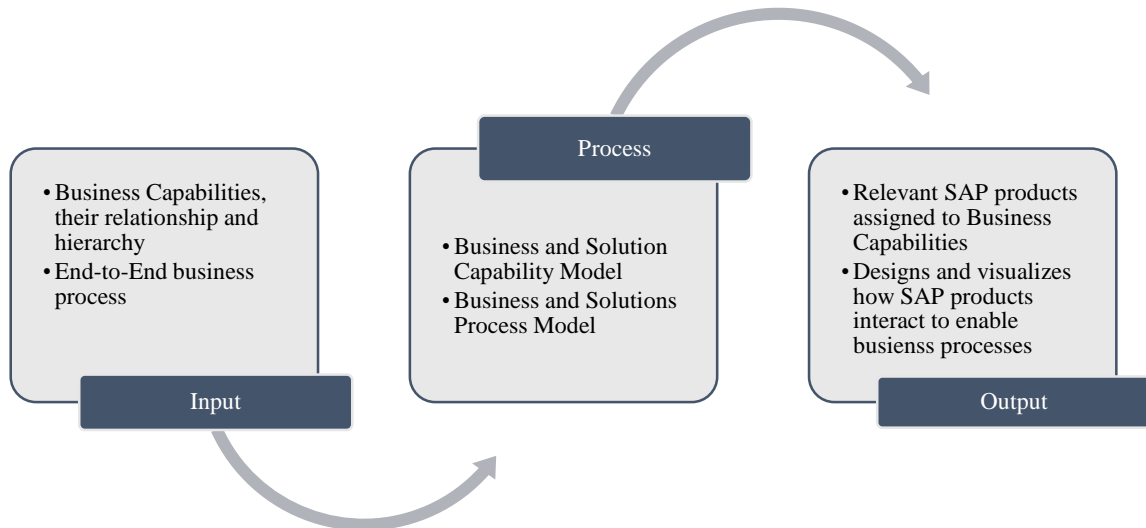 • Business Capabilities,
their relationship and
hierarchy
• End-to-End business
process
Input
Process
• Business and Solution
Capability Model
• Business and Solutions
Process Model
• Relevant SAP products
assigned to Business
Capabilities
• Designs and visualizes
how SAP products
interact to enable
busienss processes
Output